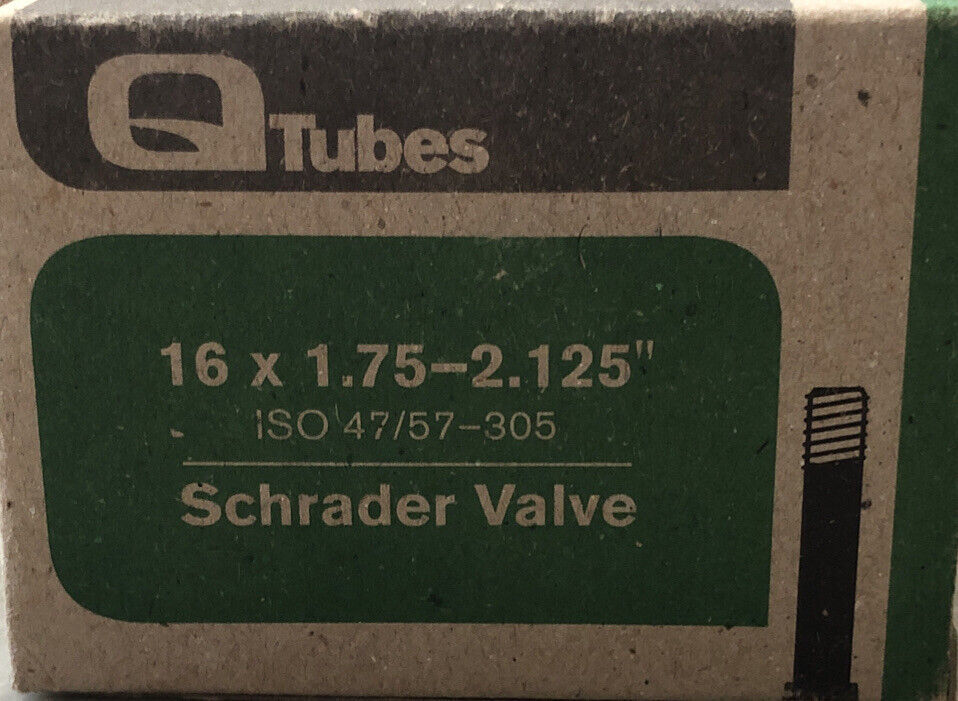 Q Tubes
16 x 1.75–2.125"
ISO 47/57–305
Schrader Valve